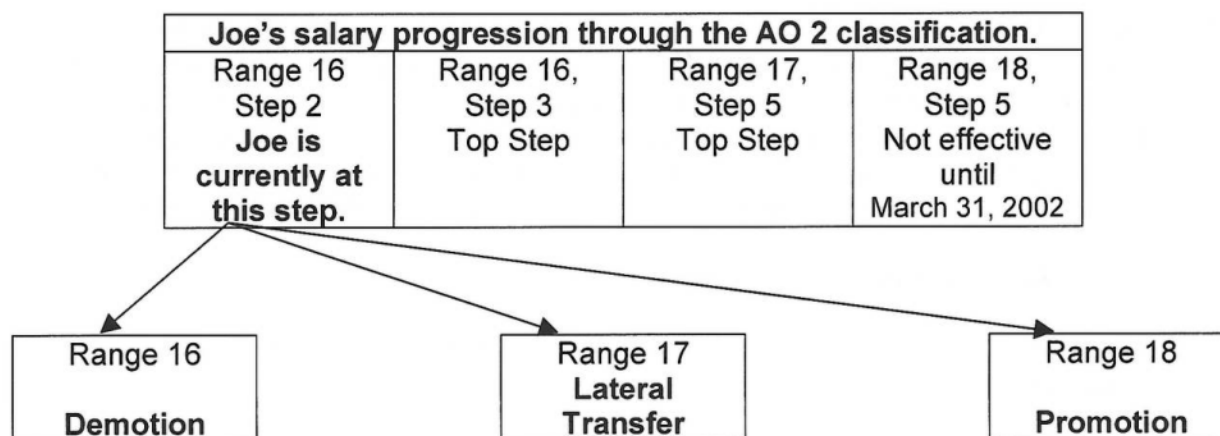 Joe's salary progression through the AO 2 classification.
Range 16
Step 2
Joe is
currently at
this step.
Range 16,
Step 3
Top Step
Range 17,
Step 5
Top Step
Range 18,
Step 5
Not effective
until
March 31, 2002
Range 16
Demotion
Range 17
Lateral
Transfer
Range 18
Promotion